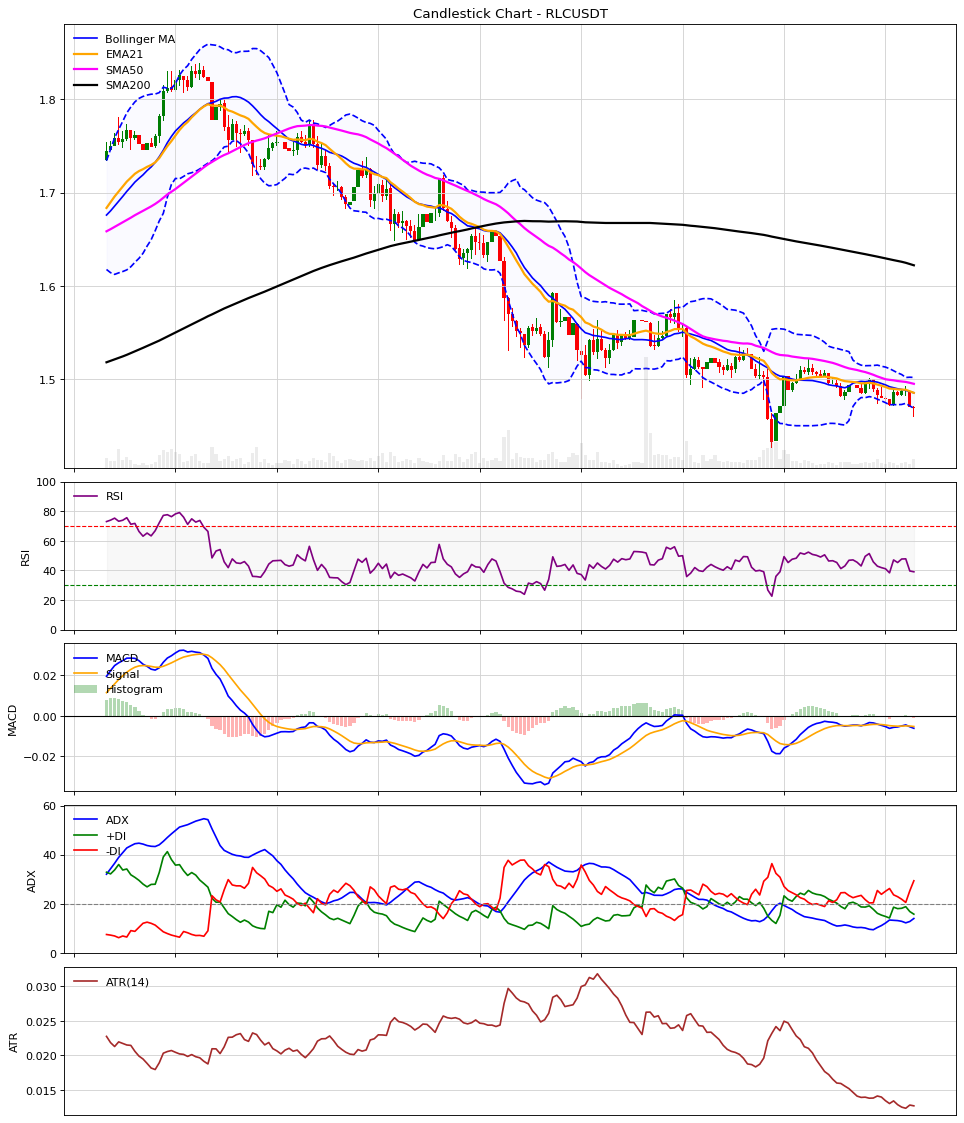 Candlestick Chart - RLCUSDT
Bollinger MA
EMA21
SMA50
SMA200
1.8
1.7
1.6
1.5
RSI
100
80
60
40
20
0
RSI
MACD
Signal
Histogram
0.02
0.00
−0.02
MACD
ADX
+DI
-DI
60
40
20
0
ADX
ATR(14)
0.030
0.025
0.020
0.015
ATR